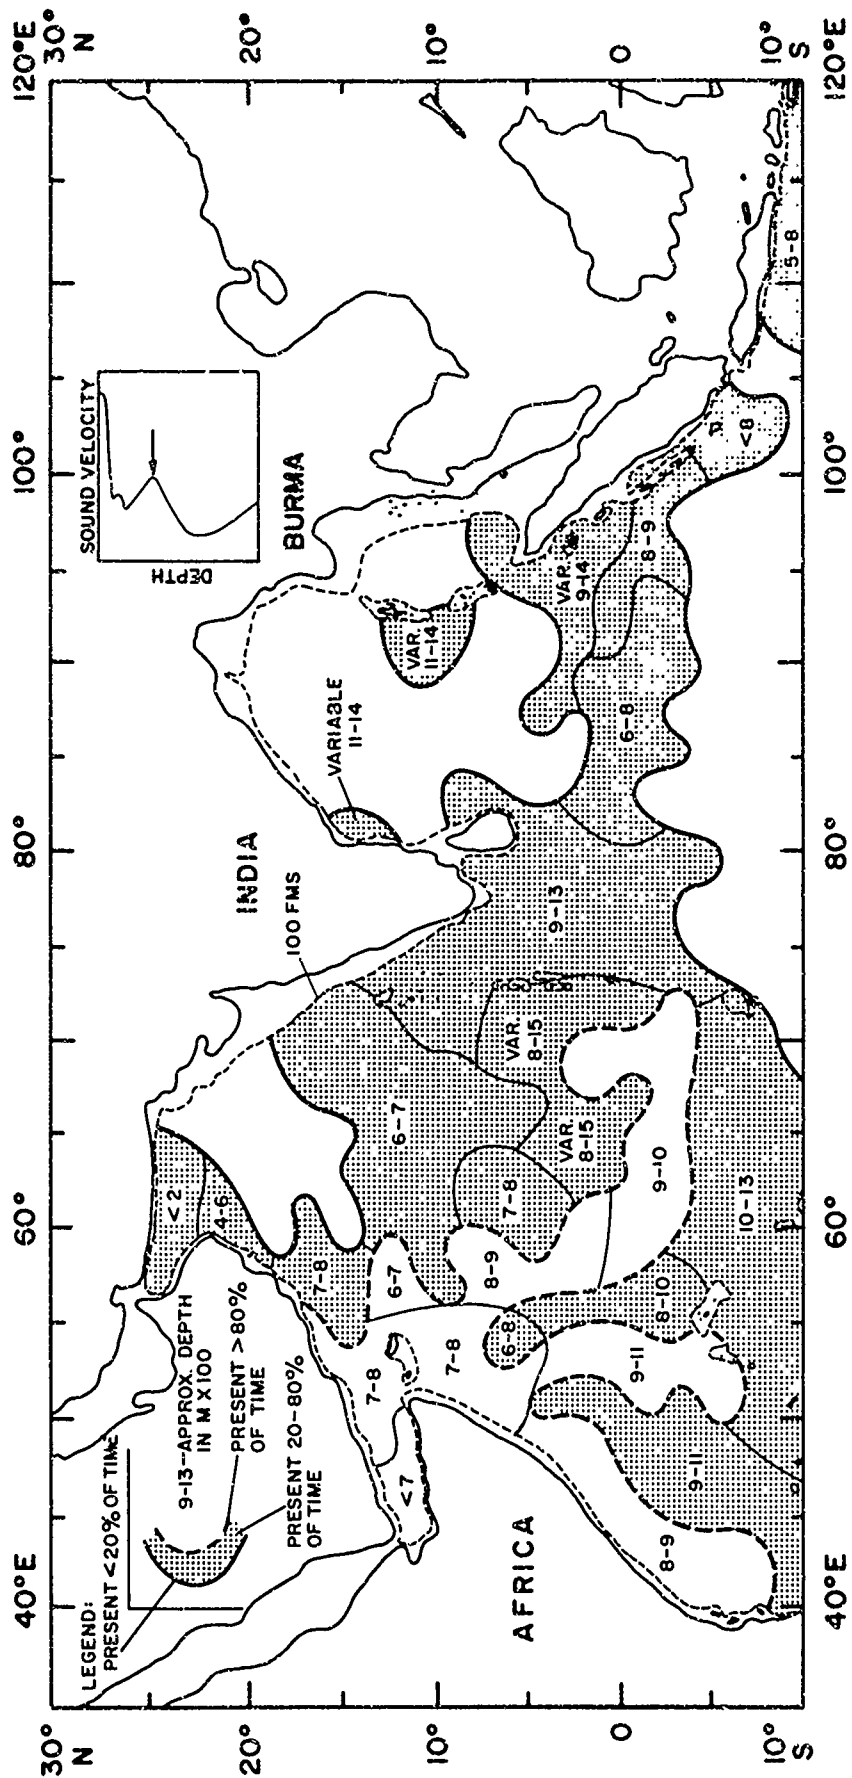 120°E
100°
80°
60°
40°E
30°
N
20°
10°
0
10°
S
30°
N
20°
10°
0
10°
S
120°E
100°
80°
60°
40°E
LEGEND:
PRESENT <20% OF TIME
9-13-APPROX. DEPTH
IN M X 100
PRESENT >80%
OF TIME
PRESENT 20-80%
OF TIME
SOUND VELOCITY
DEPTH
BURMA
INDIA
AFRICA
100 FMS
VARIABLE
11-14
VAR.
11-14
VAR.
9-14
8-9
<8
5-8
6-8
9-13
VAR.
8-15
VAR.
8-15
6-7
<2
4-6
7-8
6-7
7-8
8-9
9-10
10-13
8-10
6-8
9-11
7-8
7-8
<7
9-11
8-9